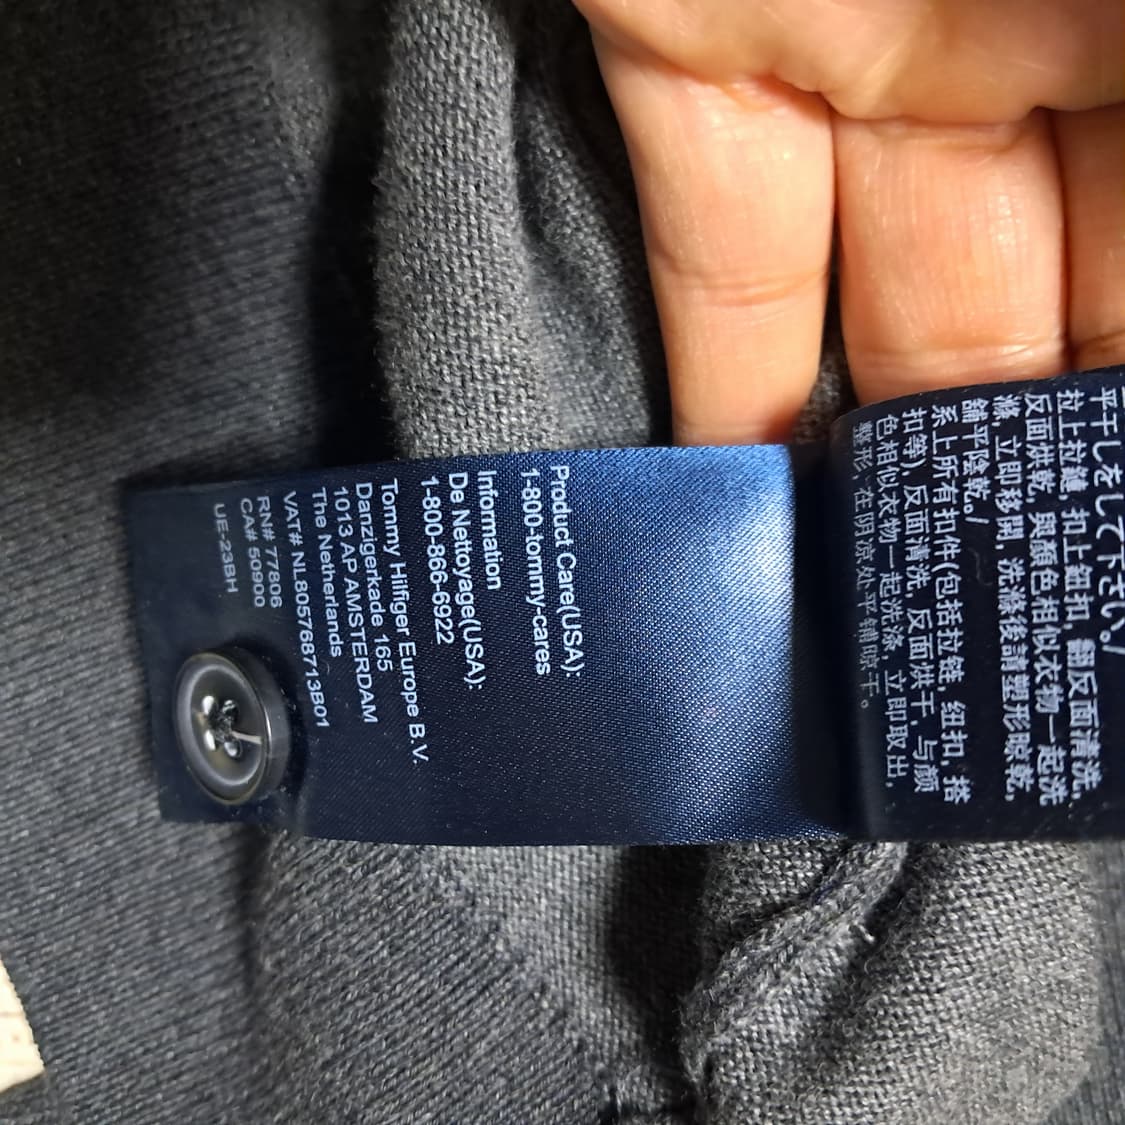 平干しをして下さい。/
拉上拉鏈, 扣上鈕扣, 翻反面清洗,
反面烘乾, 與顏色相似衣物一起洗
滌, 立即移開, 洗滌後請塑形晾乾,
舖平陰乾。/
系上所有扣件(包括拉链, 纽扣, 搭
扣等), 反面清洗, 反面烘干, 与颜
色相似衣物一起洗涤, 立即取出,
整形, 在阴凉处平铺晾干。
Product Care(USA):
1-800-tommy-cares
Information
De Nettoyage(USA):
1-800-866-6922
Tommy Hilfiger Europe B.V.
Danzigerkade 165
1013 AP AMSTERDAM
The Netherlands
VAT# NL805768713B01
RN# 77806
CA# 50900
UE-23BH